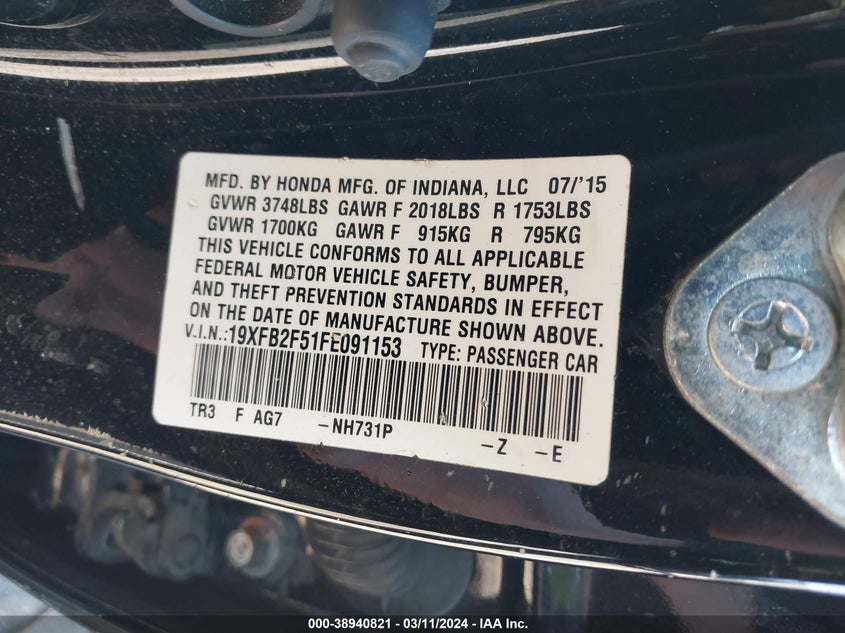 MFD. BY HONDA MFG. OF INDIANA, LLC 07/'15
GVWR 3748LBS GAWR F 2018LBS R 1753LBS
GVWR 1700KG GAWR F 915KG R 795KG
THIS VEHICLE CONFORMS TO ALL APPLICABLE
FEDERAL MOTOR VEHICLE SAFETY, BUMPER,
AND THEFT PREVENTION STANDARDS IN EFFECT
ON THE DATE OF MANUFACTURE SHOWN ABOVE.
V.I.N.:19XFB2F51FE091153 TYPE: PASSENGER CAR
TR3 F AG7 -NH731P -Z -E
000-38940821 - 03/11/2024 - IAA Inc.